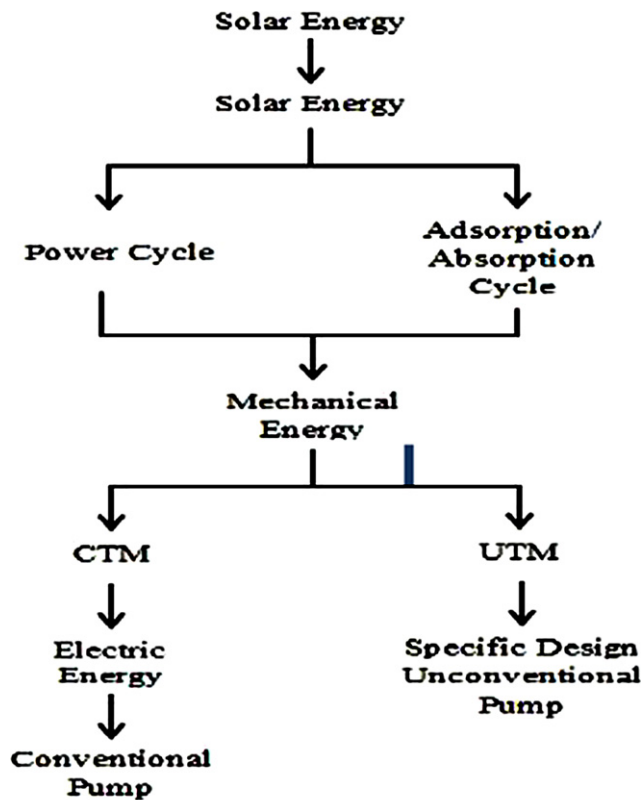 Solar Energy
Solar Energy
Power Cycle
Adsorption/
Absorption
Cycle
Mechanical
Energy
CTM
UTM
Electric
Energy
Specific Design
Unconventional
Pump
Conventional
Pump